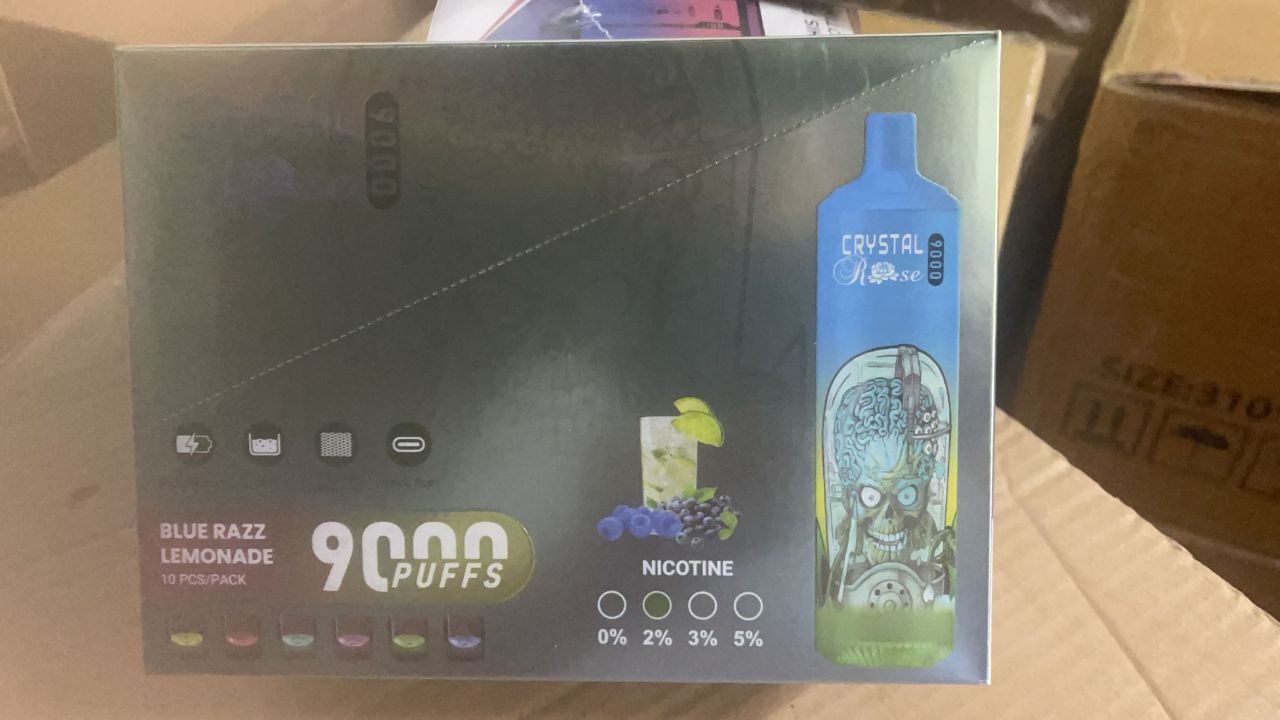 9000
CRYSTAL
Rose
9000
BLUE RAZZ
LEMONADE
10 PCS/PACK
9000
PUFFS
NICOTINE
0% 2% 3% 5%